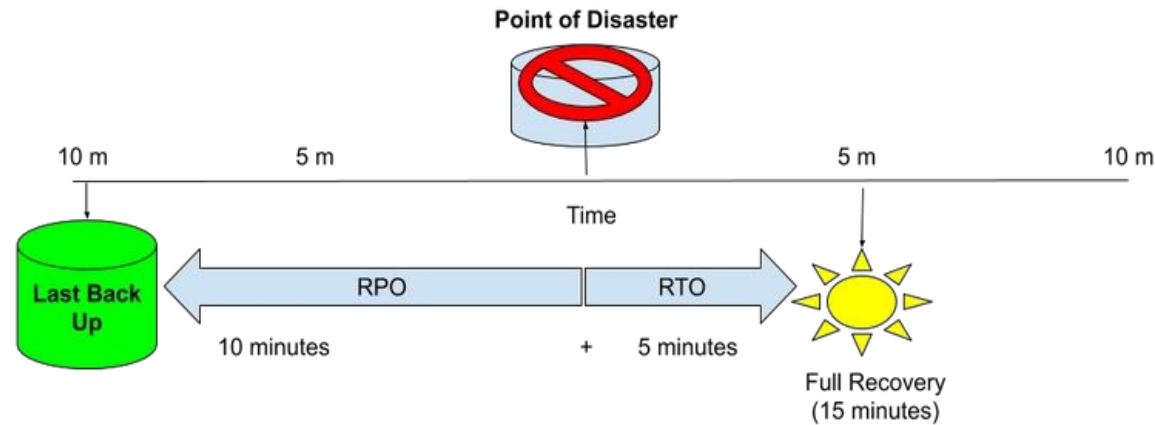 Point of Disaster
10 m 5 m 5 m 10 m
Time
Last Back
Up
RPO RTO
10 minutes + 5 minutes
Full Recovery
(15 minutes)